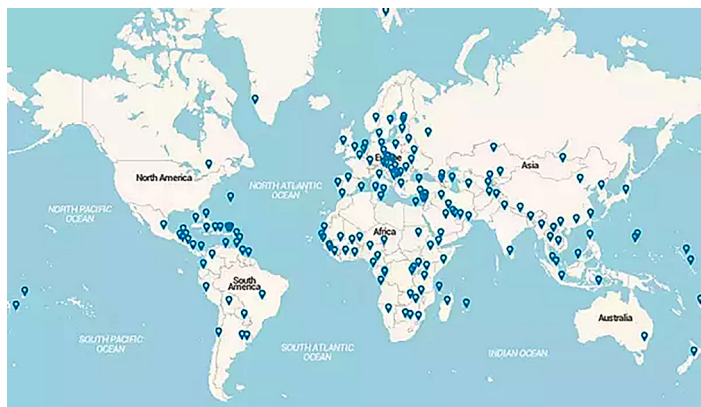 North America
NORTH ATLANTIC
OCEAN
Asia
NORTH PACIFIC
OCEAN
Africa
South
America
Australia
SOUTH PACIFIC
OCEAN
SOUTH ATLANTIC
OCEAN
INDIAN OCEAN